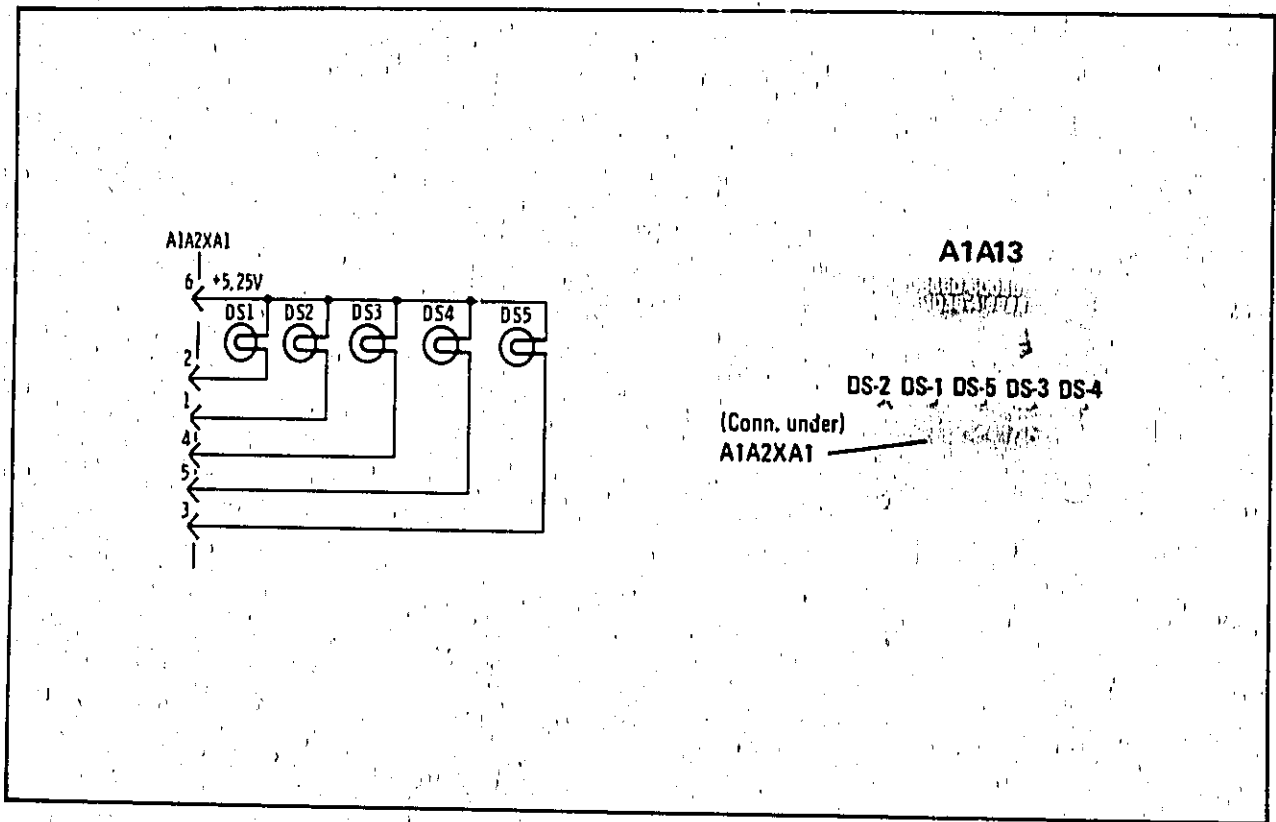 A1A2XA1
6 +5.25V
DS1 DS2 DS3 DS4 DS5
2
1
4
5
3
A1A13
DS-2 DS-1 DS-5 DS-3 DS-4
(Conn. under)
A1A2XA1